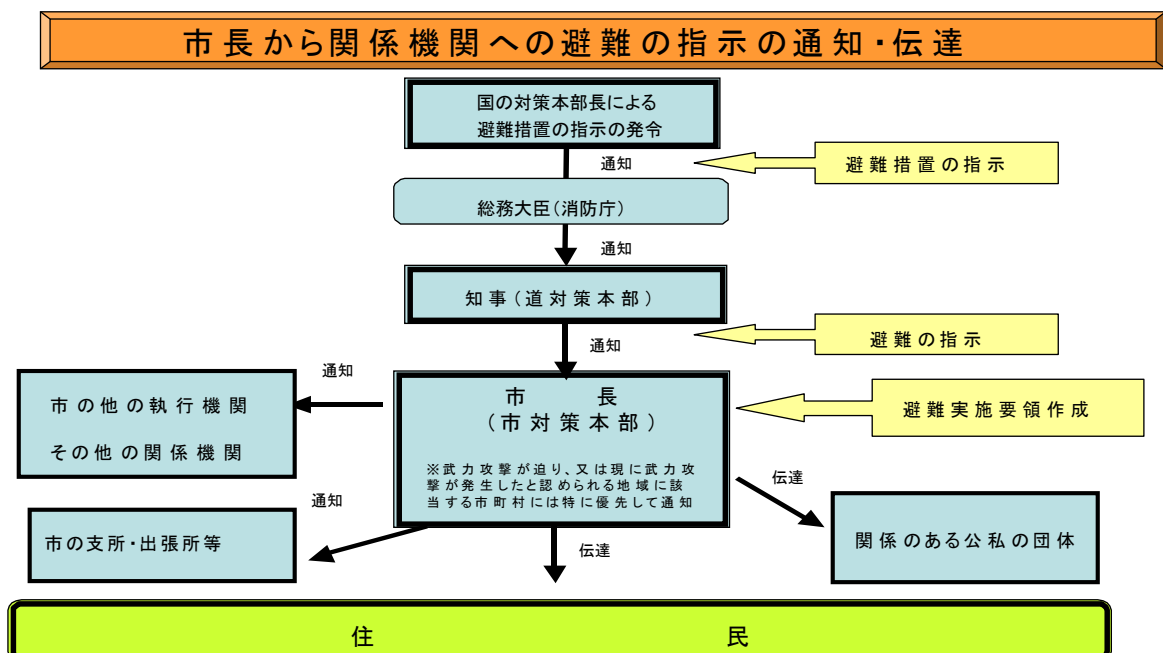 市長から関係機関への避難の指示の通知・伝達
国の対策本部長による
避難措置の指示の発令
通知
避難措置の指示
総務大臣(消防庁)
通知
知事(道対策本部)
通知
避難の指示
通知
市の他の執行機関
その他の関係機関
市　　長
(市対策本部)
※武力攻撃が迫り、又は現に武力攻
撃が発生したと認められる地域に該
当する市町村には特に優先して通知
避難実施要領作成
通知
市の支所・出張所等
伝達
関係のある公私の団体
伝達
住　　民